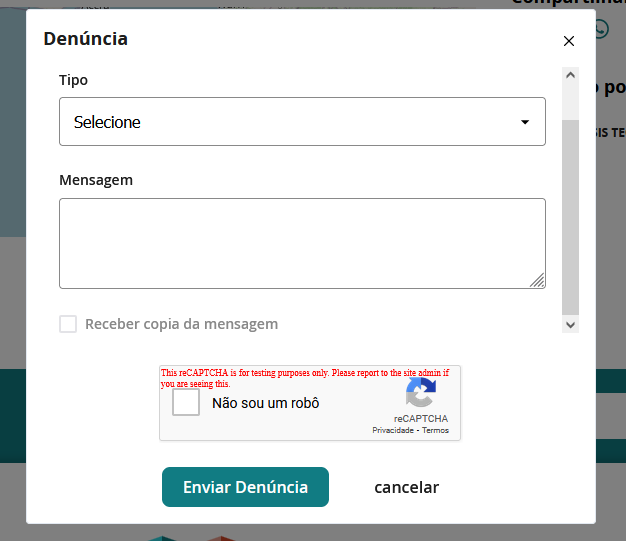 Denúncia
Tipo
Selecione
Mensagem
Receber copia da mensagem
This reCAPTCHA is for testing purposes only. Please report to the site admin if
you are seeing this.
Não sou um robô
reCAPTCHA
Privacidade - Termos
Enviar Denúncia
cancelar